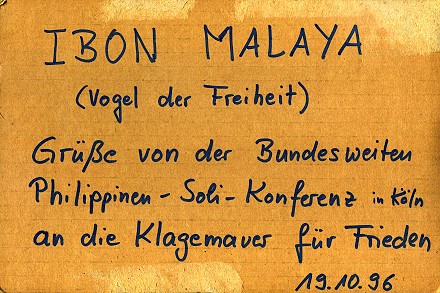 IBON MALAYA
(Vogel der Freiheit)
Grüße von der Bundesweiten
Philippinen-Soli-Konferenz in Köln
an die Klagemauer für Frieden
19.10.96